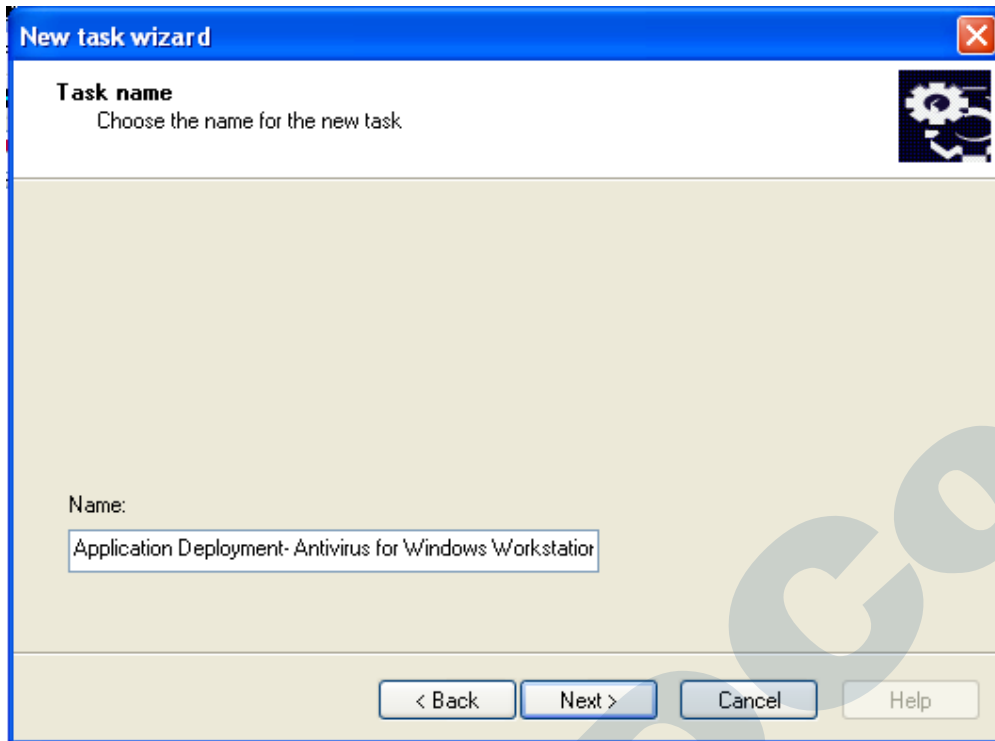 New task wizard
Task name
Choose the name for the new task
Name:
Application Deployment- Antivirus for Windows Workstation
< Back
Next >
Cancel
Help